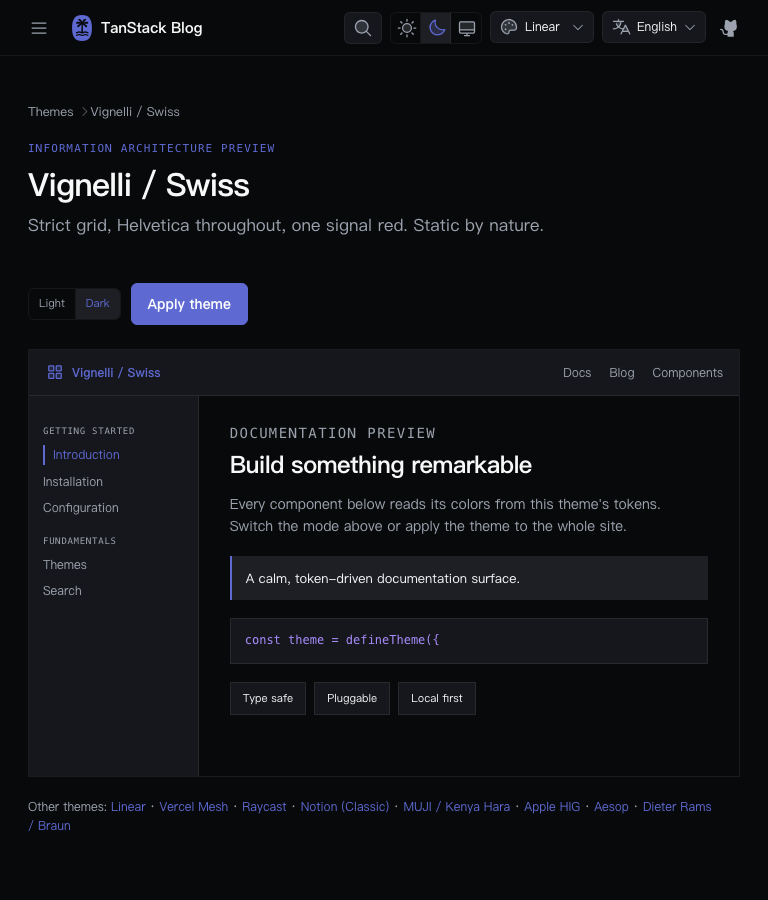 TanStack Blog
Linear
English
Themes
Vignelli / Swiss
INFORMATION ARCHITECTURE PREVIEW
Vignelli / Swiss
Strict grid, Helvetica throughout, one signal red. Static by nature.
Light
Dark
Apply theme
Vignelli / Swiss
Docs
Blog
Components
GETTING STARTED
Introduction
Installation
Configuration
FUNDAMENTALS
Themes
Search
DOCUMENTATION PREVIEW
Build something remarkable
Every component below reads its colors from this theme's tokens.
Switch the mode above or apply the theme to the whole site.
A calm, token-driven documentation surface.
const theme = defineTheme({
Type safe
Pluggable
Local first
Other themes: Linear · Vercel Mesh · Raycast · Notion (Classic) · MUJI / Kenya Hara · Apple HIG · Aesop · Dieter Rams
/ Braun